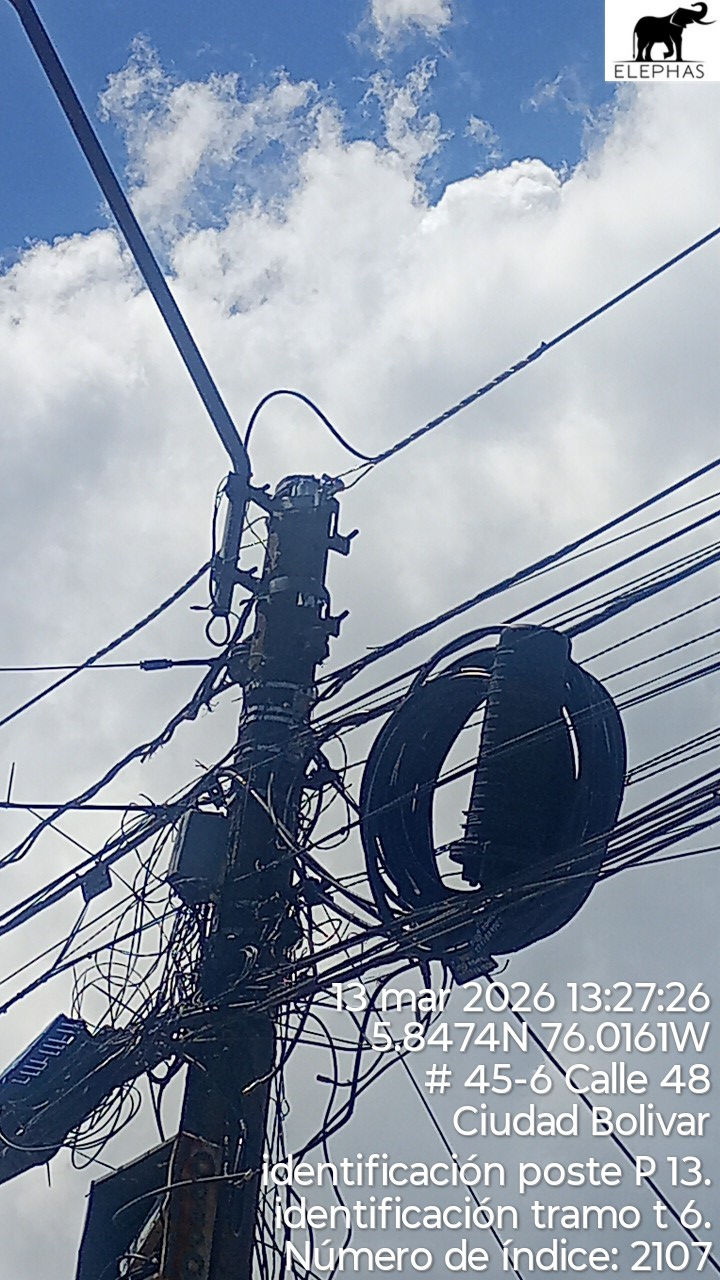 ELEPHAS
13 mar 2026 13:27:26
5.8474N 76.0161W
# 45-6 Calle 48
Ciudad Bolivar
identificación poste P 13.
identificación tramo t 6.
Número de índice: 2107